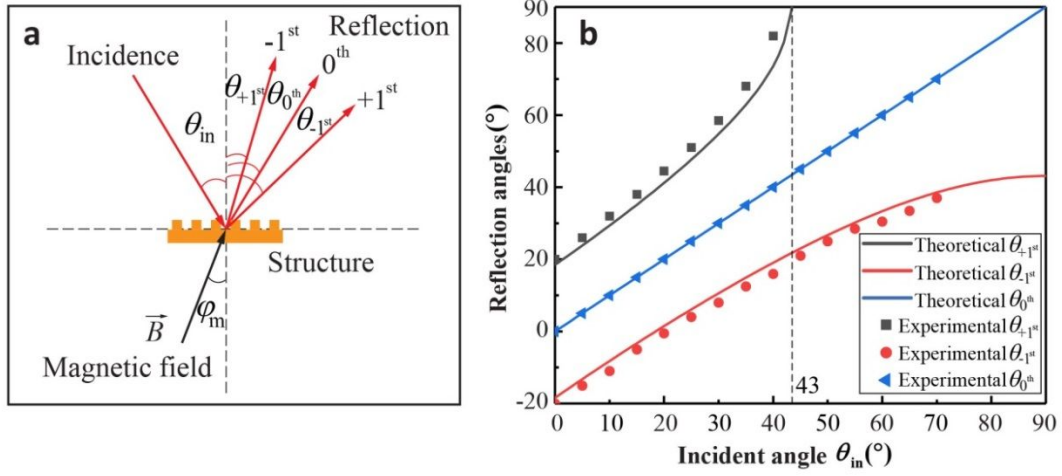 a
Incidence
Reflection
-1st
0th
+1st
θ+1st
θ0th
θ-1st
θin
Structure
φm
B
Magnetic field
b
Reflection angles(°)
90
80
60
40
20
0
-20
43
Theoretical θ+1st
Theoretical θ-1st
Theoretical θ0th
Experimental θ+1st
Experimental θ-1st
Experimental θ0th
0 10 20 30 40 50 60 70 80 90
Incident angle θin(°)